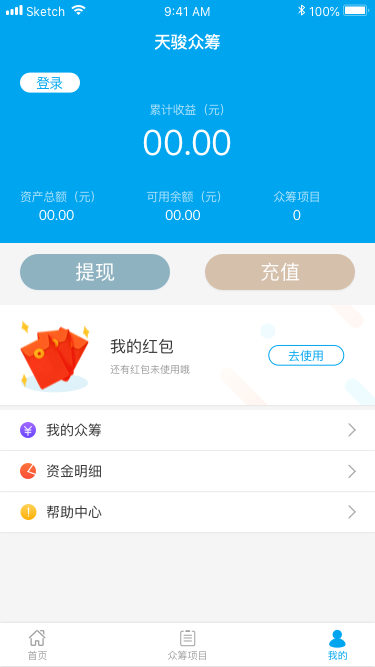 Sketch 9:41 AM 100%
天骏众筹
登录
累计收益（元）
00.00
资产总额（元） 可用余额（元） 众筹项目
00.00 00.00 0
提现 充值
我的红包
还有红包未使用哦
去使用
¥ 我的众筹
资金明细
! 帮助中心
首页 众筹项目 我的